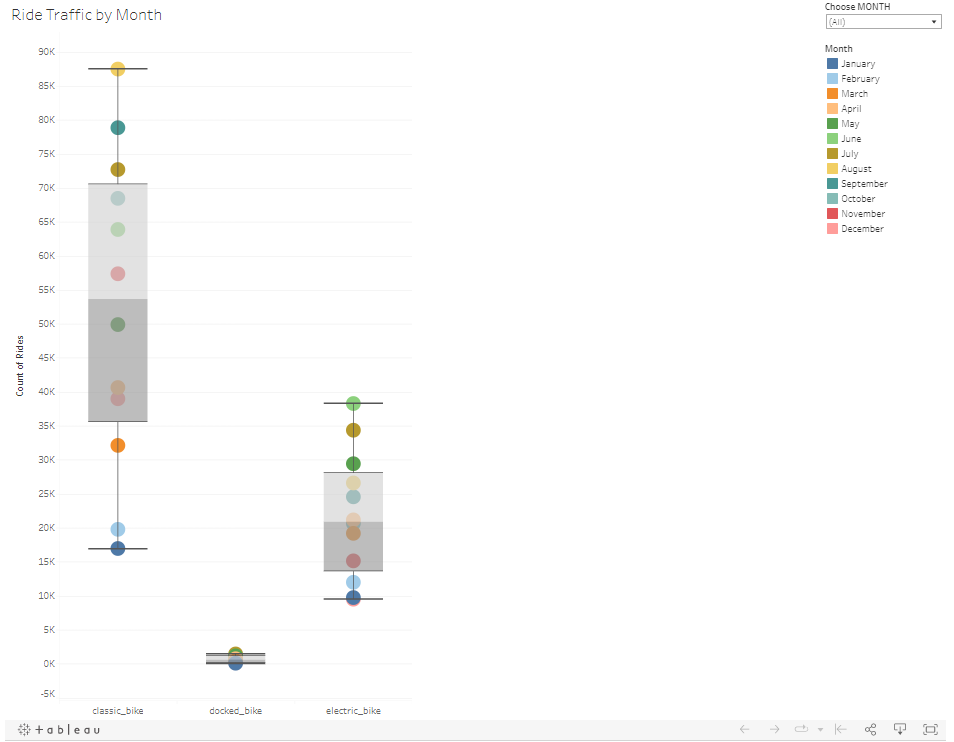 Ride Traffic by Month
Choose MONTH
(All)
Month
January
February
March
April
May
June
July
August
September
October
November
December
90K
85K
80K
75K
70K
65K
60K
55K
50K
45K
40K
35K
30K
25K
20K
15K
10K
5K
0K
-5K
Count of Rides
classic_bike
docked_bike
electric_bike
+ableau